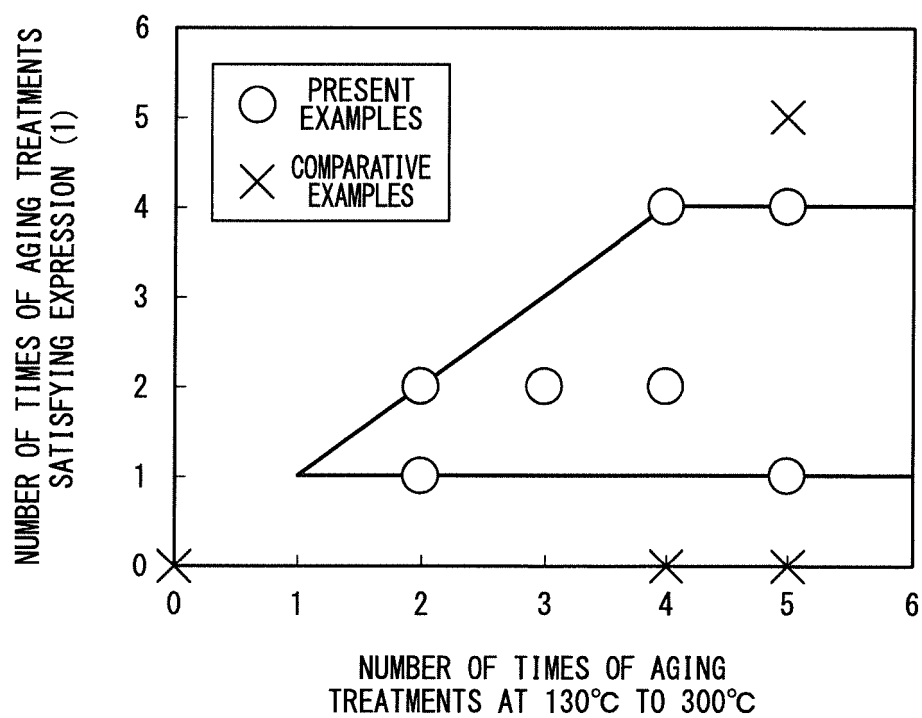 NUMBER OF TIMES OF AGING TREATMENTS
SATISFYING EXPRESSION (1)
6
5
4
3
2
1
0
PRESENT
EXAMPLES
COMPARATIVE
EXAMPLES
0 1 2 3 4 5 6
NUMBER OF TIMES OF AGING
TREATMENTS AT 130°C TO 300°C